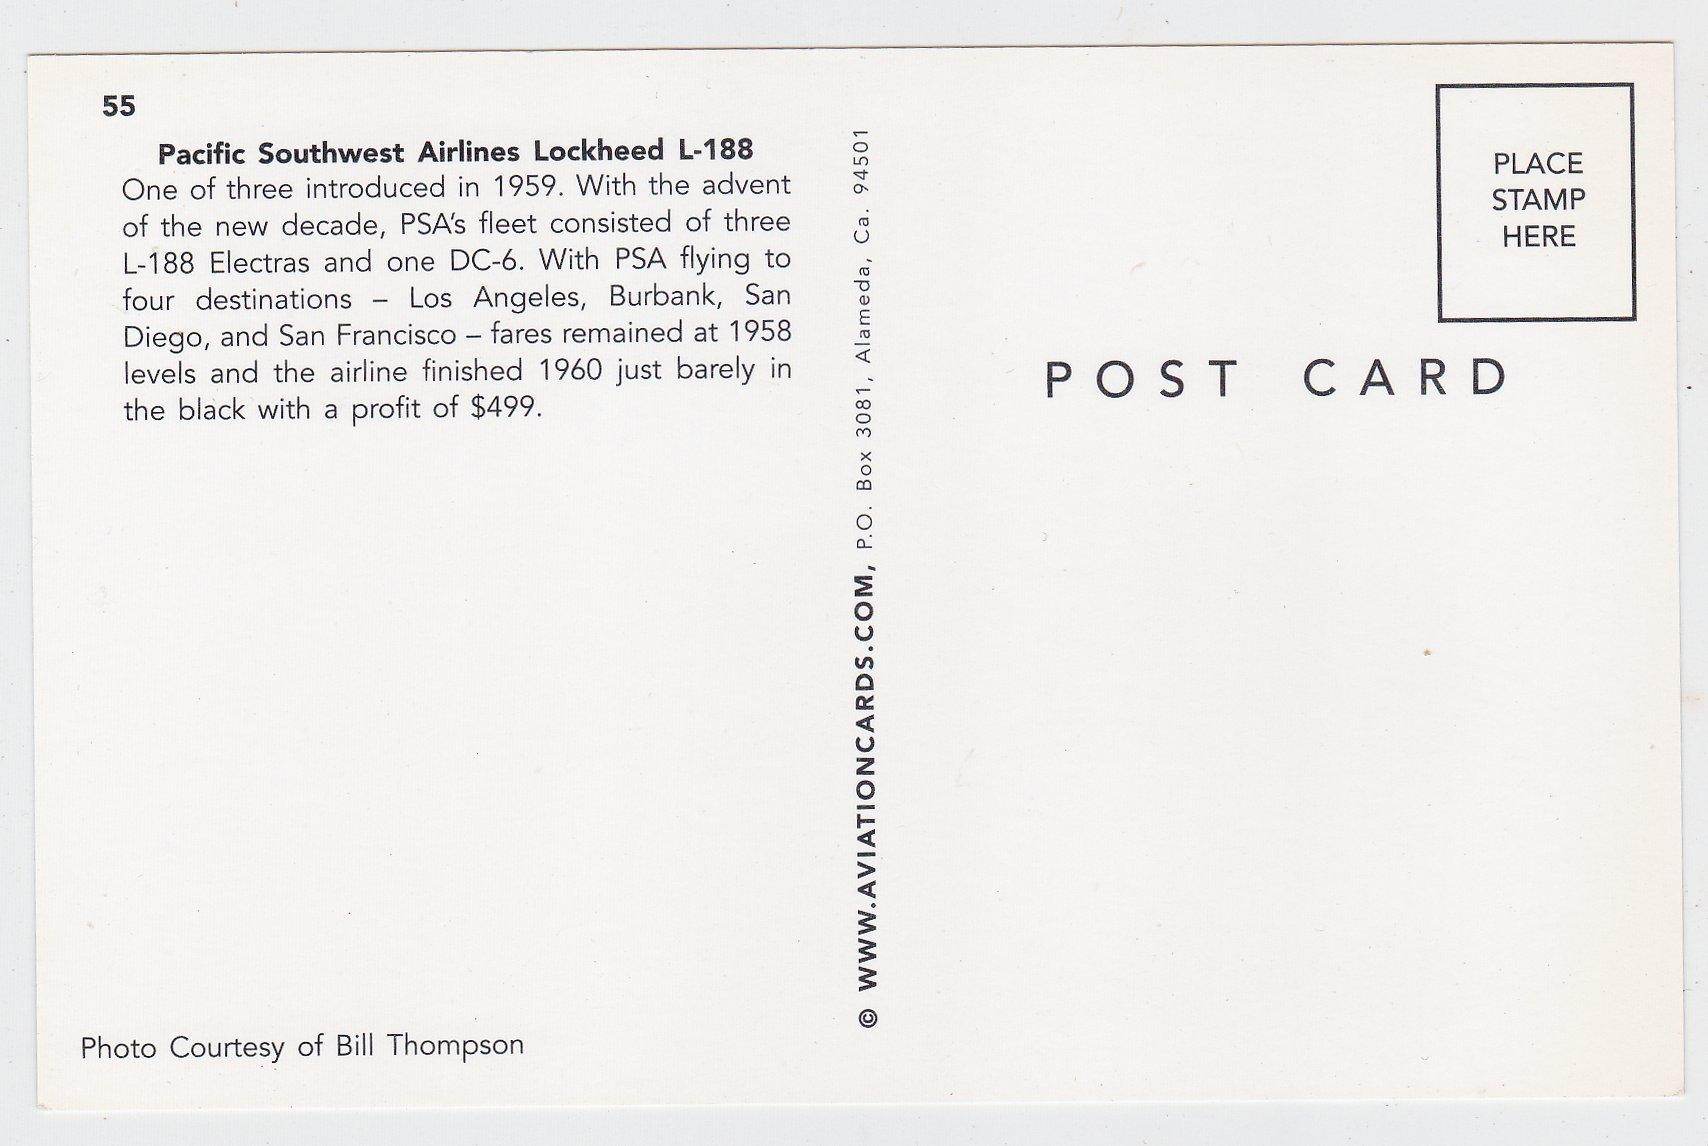 55
Pacific Southwest Airlines Lockheed L-188
One of three introduced in 1959. With the advent
of the new decade, PSA's fleet consisted of three
L-188 Electras and one DC-6. With PSA flying to
four destinations – Los Angeles, Burbank, San
Diego, and San Francisco – fares remained at 1958
levels and the airline finished 1960 just barely in
the black with a profit of $499.
Photo Courtesy of Bill Thompson
© WWW.AVIATIONCARDS.COM, P.O. Box 3081, Alameda, Ca. 94501
PLACE
STAMP
HERE
POST CARD